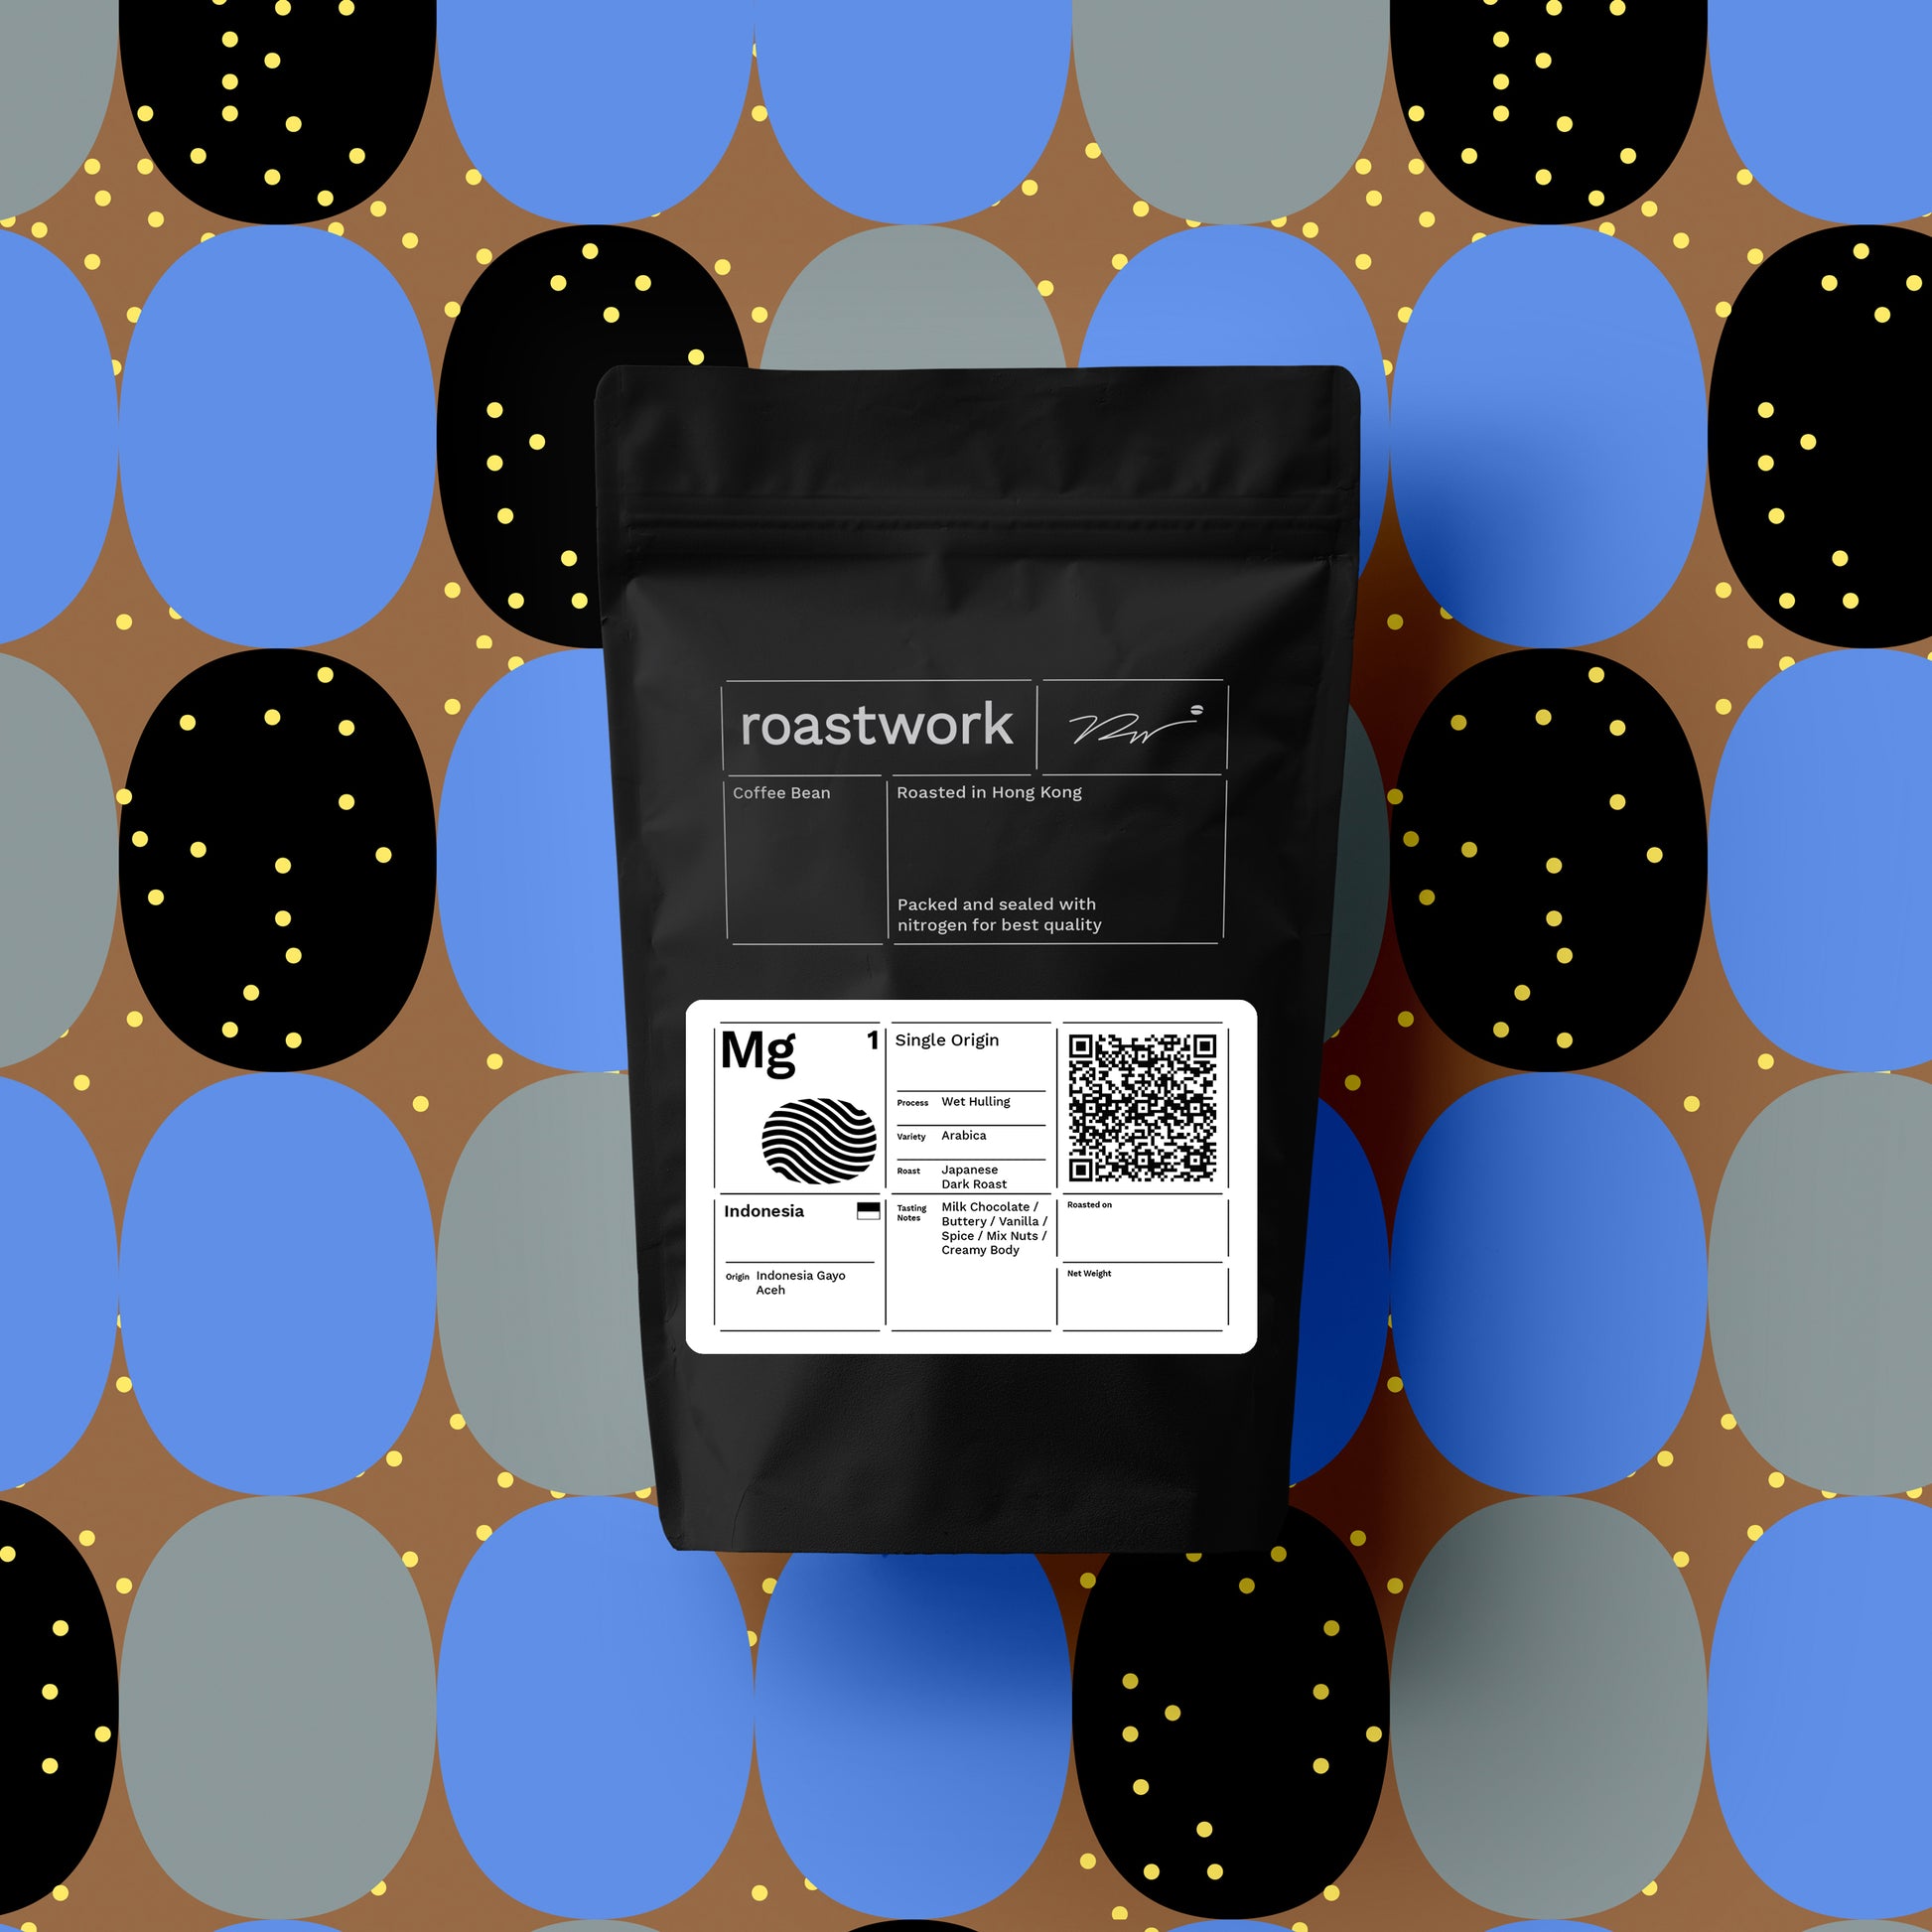 roastwork
Coffee Bean
Roasted in Hong Kong
Packed and sealed with
nitrogen for best quality
Mg 1
Single Origin
Process Wet Hulling
Variety Arabica
Roast Japanese
Dark Roast
Indonesia
Origin Indonesia Gayo
Aceh
Tasting
Notes
Milk Chocolate /
Buttery / Vanilla /
Spice / Mix Nuts /
Creamy Body
Roasted on
Net Weight